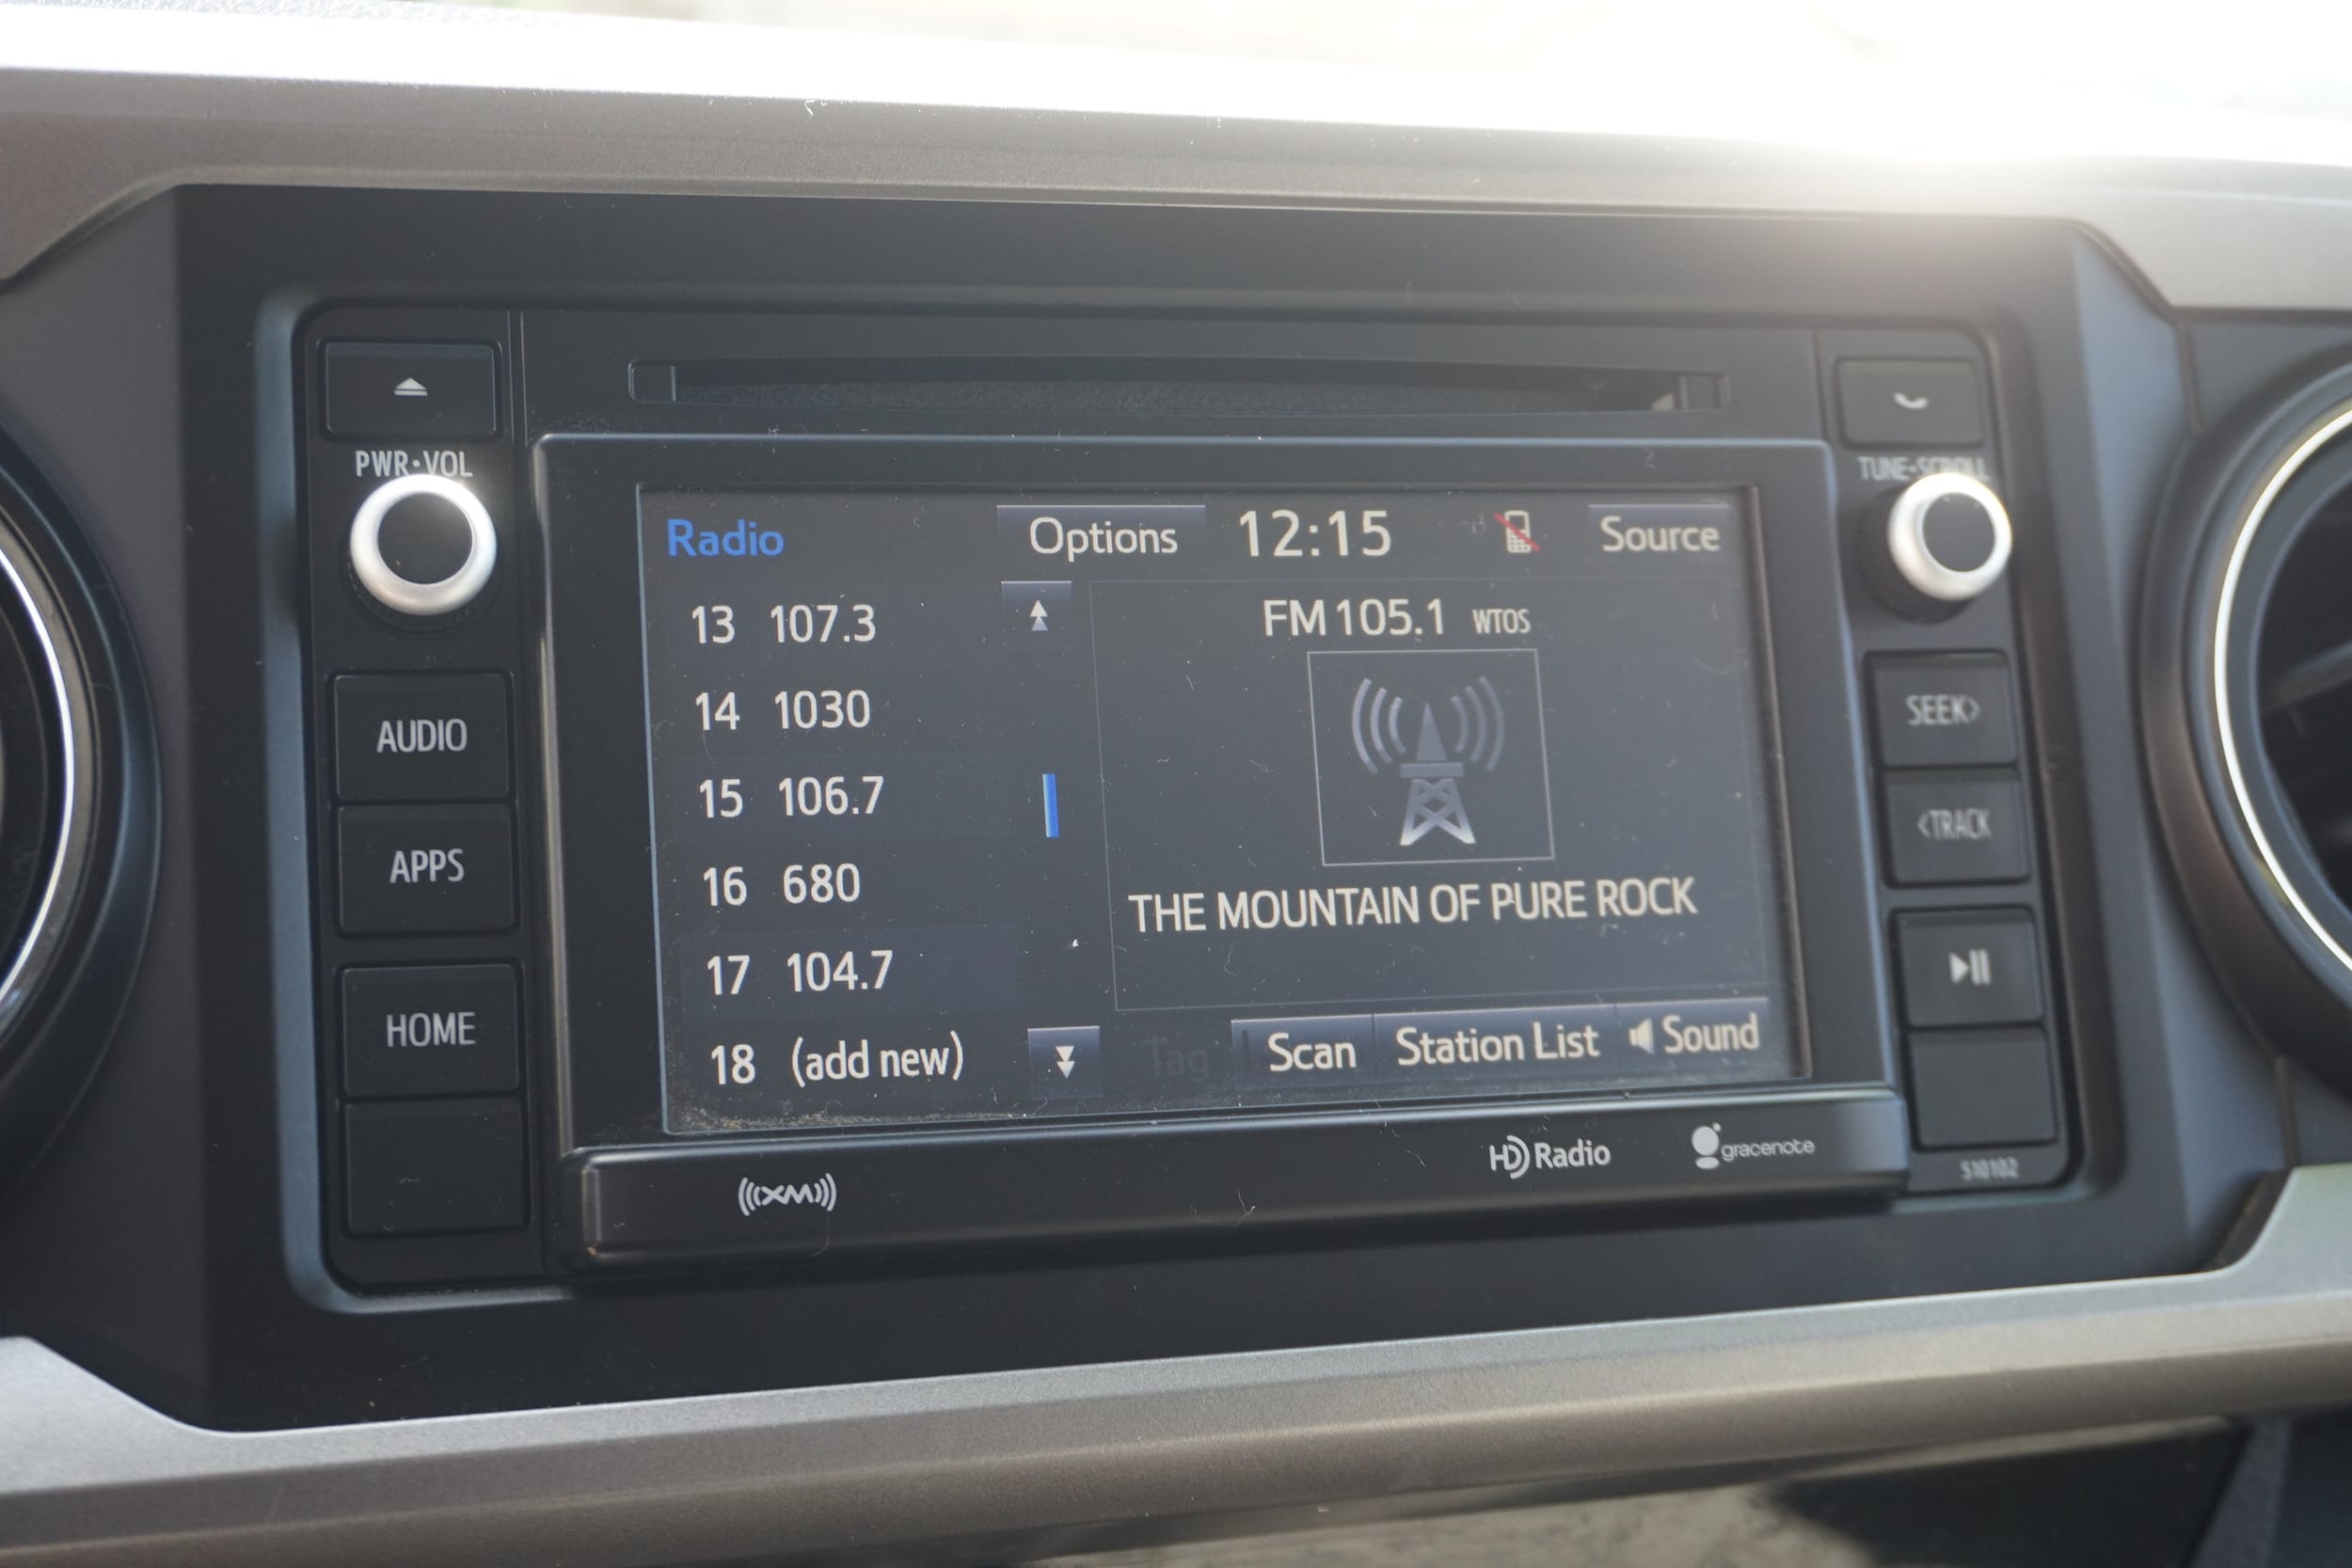 PWR•VOL
AUDIO
APPS
HOME
Radio
Options
12:15
Source
13 107.3
14 1030
15 106.7
16 680
17 104.7
18 (add new)
FM 105.1 WTOS
THE MOUNTAIN OF PURE ROCK
Tag
Scan
Station List
Sound
TUNE•SCROLL
SEEK>
<TRACK
((XM))
HD Radio
gracenote
510102